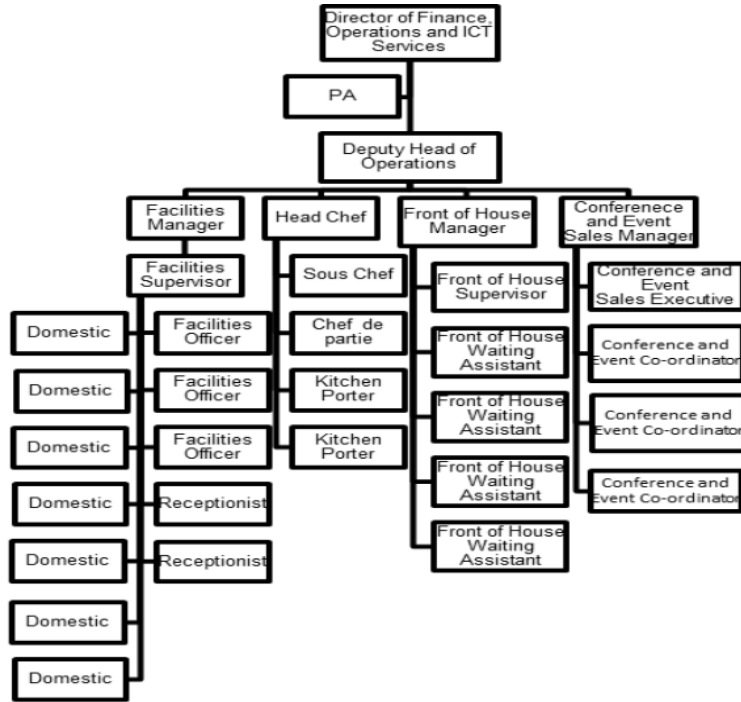 Director of Finance,
Operations and ICT
Services
PA
Deputy Head of
Operations
Facilities
Manager
Head Chef
Front of House
Manager
Conferenece
and Event
Sales Manager
Facilities
Supervisor
Sous Chef
Front of House
Supervisor
Conference and
Event
Sales Executive
Domestic
Facilities
Officer
Chef de
partie
Front of House
Waiting
Assistant
Conference and
Event Co-ordinator
Domestic
Facilities
Officer
Kitchen
Porter
Front of House
Waiting
Assistant
Conference and
Event Co-ordinator
Domestic
Facilities
Officer
Kitchen
Porter
Front of House
Waiting
Assistant
Conference and
Event Co-ordinator
Domestic
Receptionist
Front of House
Waiting
Assistant
Domestic
Receptionist
Domestic
Domestic